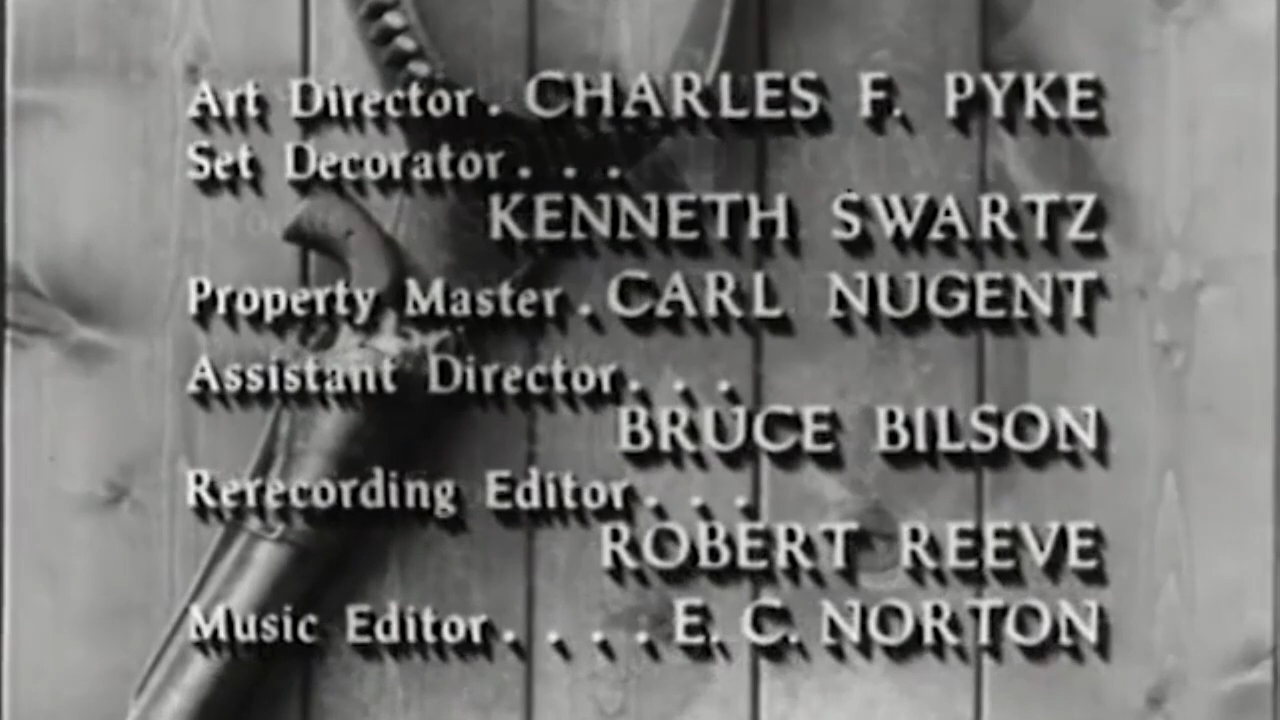 Art Director. CHARLES F. PYKE
Set Decorator...
KENNETH SWARTZ
Property Master. CARL NUGENT
Assistant Director...
BRUCE BILSON
Rerecording Editor...
ROBERT REEVE
Music Editor.... E. C. NORTON